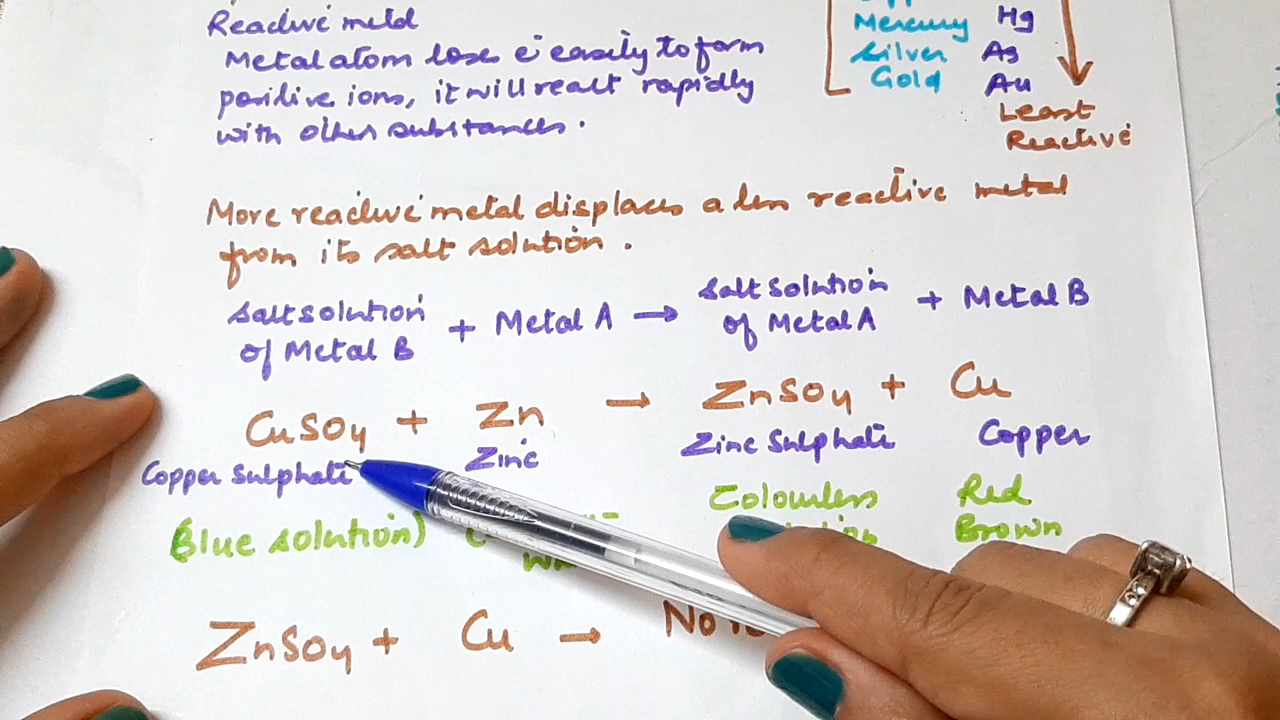 Reactive metal
Metal atom loses e⁻ easily to form
positive ions, it will react rapidly
with other substances.
Mercury Hg
Silver Ag
Gold Au
Least
Reactive
More reactive metal displaces a less reactive metal
from its salt solution.
Salt solution of Metal B + Metal A → Salt solution of Metal A + Metal B
CuSO4 + Zn → ZnSO4 + Cu
Copper Sulphate Zinc Zinc Sulphate Copper
(Blue solution) Colourless Red
Brown
ZnSO4 + Cu → No